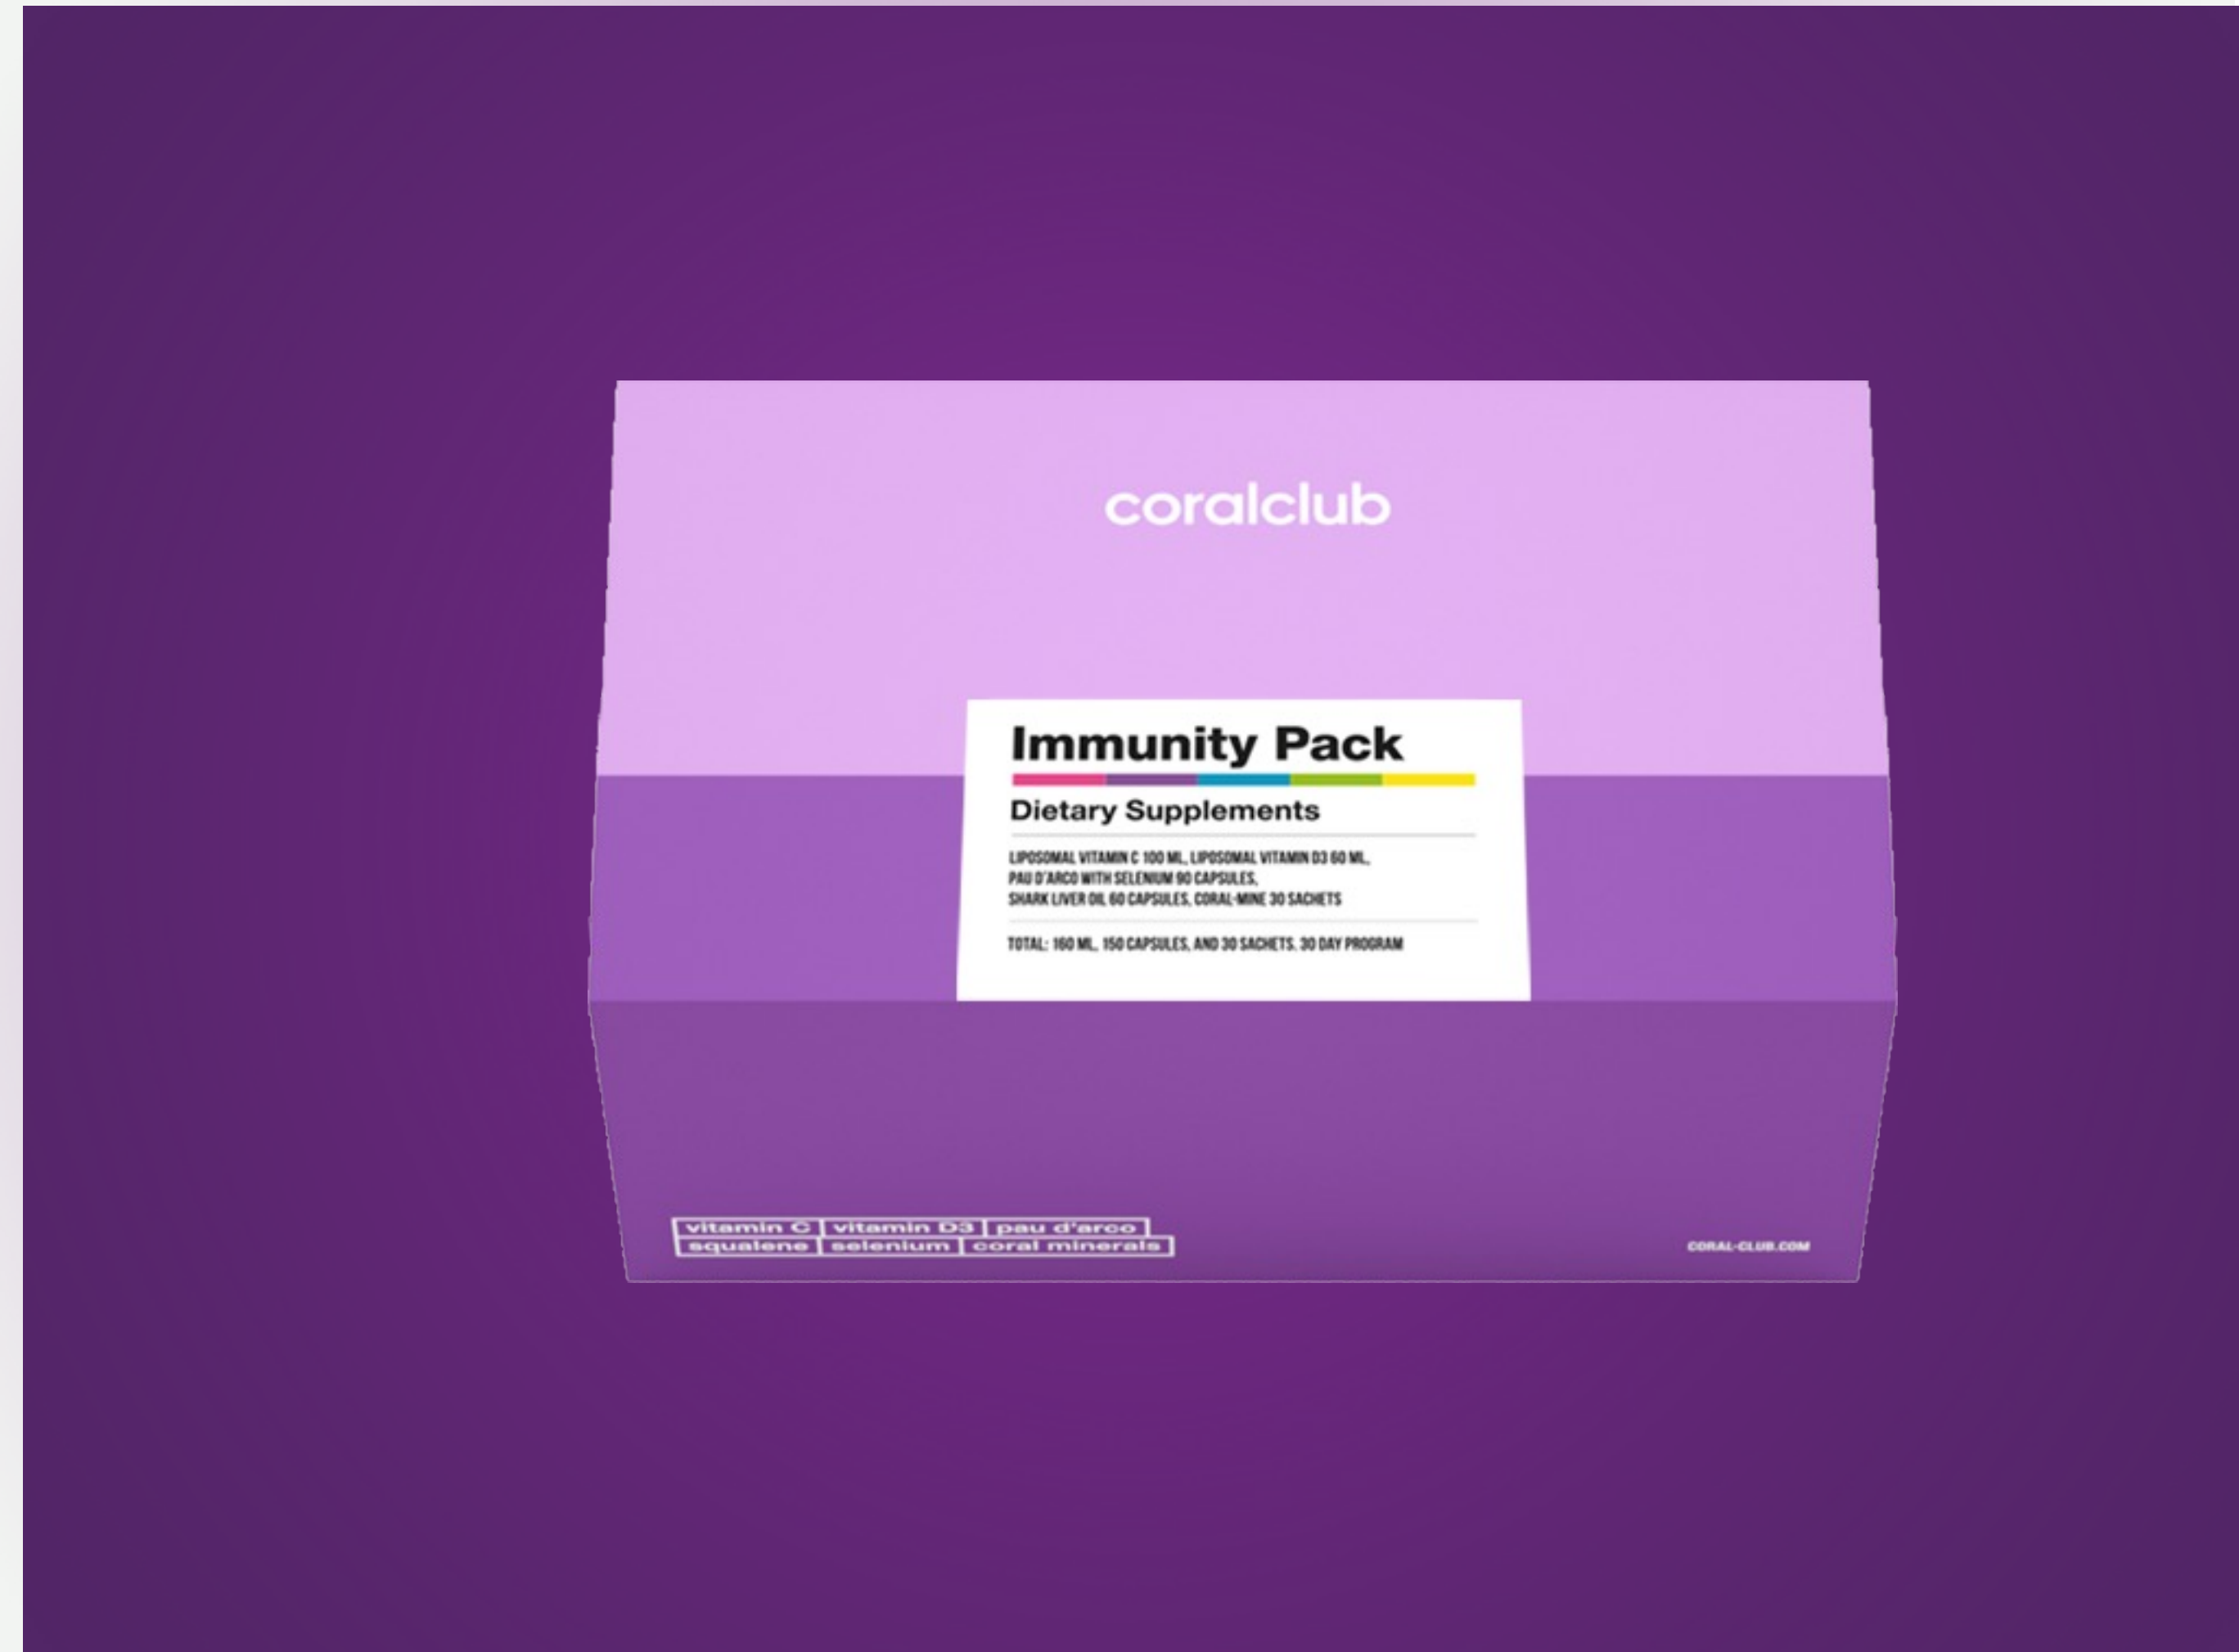 coralclub
Immunity Pack
Dietary Supplements
LIPOSOMAL VITAMIN C 100 ML, LIPOSOMAL VITAMIN D3 60 ML,
PAU D'ARCO WITH SELENIUM 90 CAPSULES,
SHARK LIVER OIL 60 CAPSULES, CORAL-MINE 30 SACHETS
TOTAL: 160 ML, 150 CAPSULES, AND 30 SACHETS. 30 DAY PROGRAM
vitamin C vitamin D3 pau d'arco
squalene selenium coral minerals
CORAL-CLUB.COM